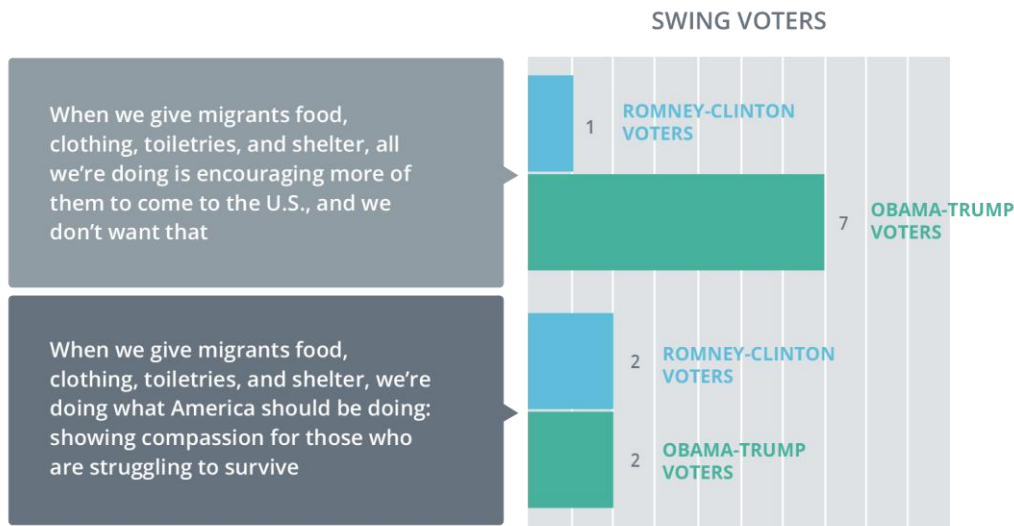 SWING VOTERS
When we give migrants food,
clothing, toiletries, and shelter, all
we're doing is encouraging more of
them to come to the U.S., and we
don't want that
1
ROMNEY-CLINTON
VOTERS
7
OBAMA-TRUMP
VOTERS
When we give migrants food,
clothing, toiletries, and shelter, we're
doing what America should be doing:
showing compassion for those who
are struggling to survive
2
ROMNEY-CLINTON
VOTERS
2
OBAMA-TRUMP
VOTERS